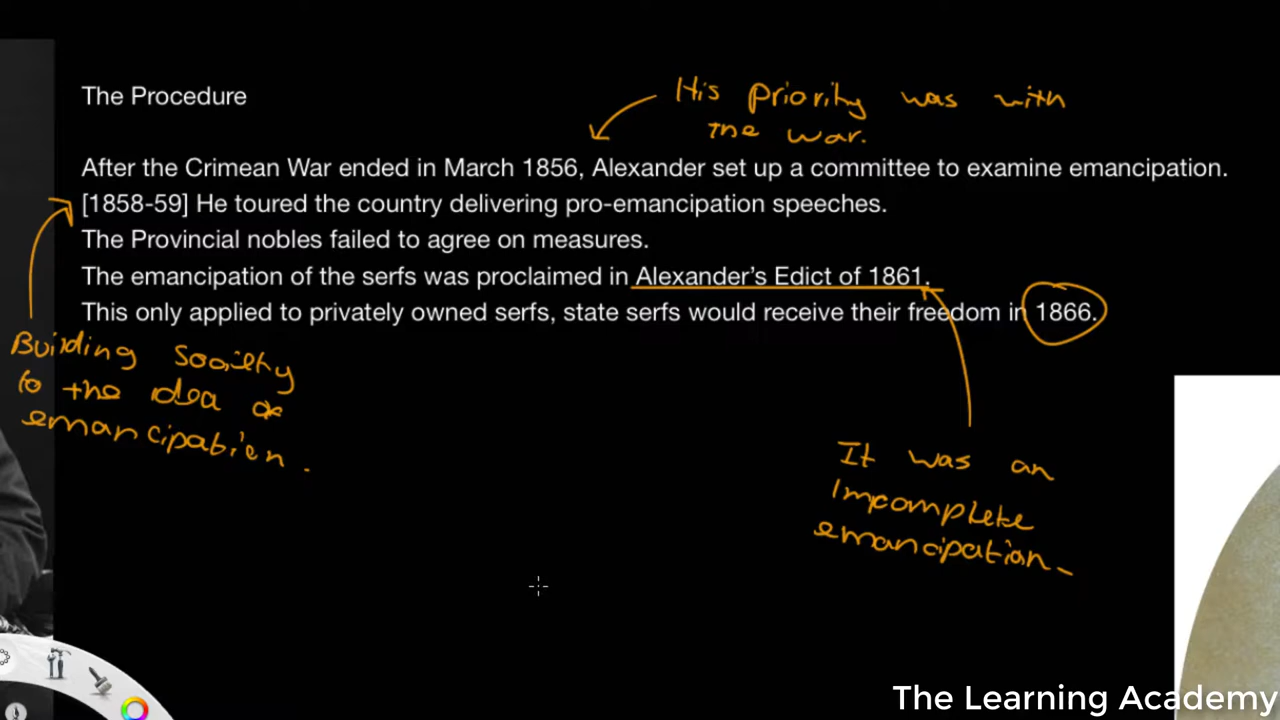 The Procedure
His priority was with
the war.
After the Crimean War ended in March 1856, Alexander set up a committee to examine emancipation.
[1858-59] He toured the country delivering pro-emancipation speeches.
The Provincial nobles failed to agree on measures.
The emancipation of the serfs was proclaimed in Alexander's Edict of 1861.
This only applied to privately owned serfs, state serfs would receive their freedom in 1866.
Building society
to the idea of
emancipation.
It was an
Imcomplete
emancipation.
The Learning Academy